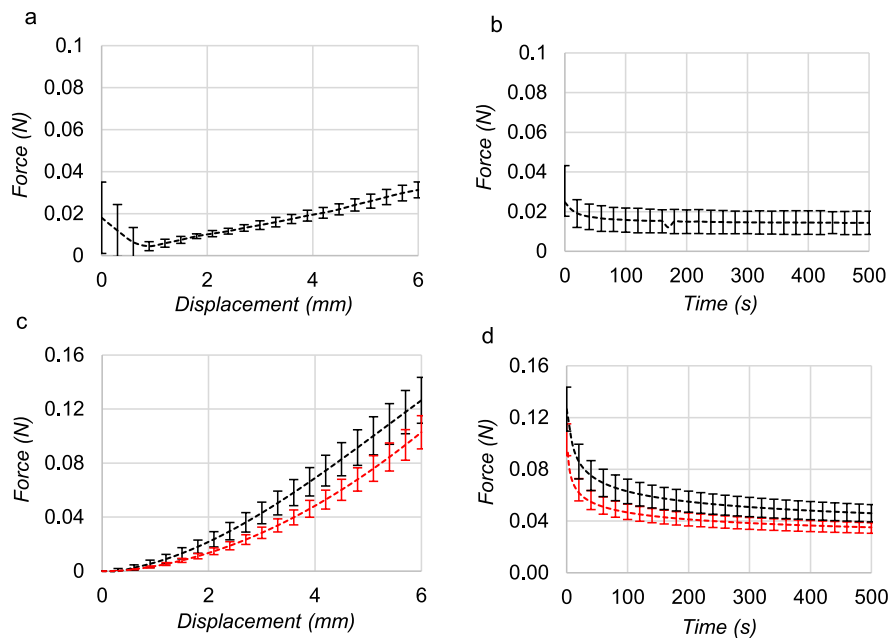 a
0.1
0.08
0.06
0.04
0.02
0
Force (N)
0 2 4 6
Displacement (mm)
b
0.1
0.08
0.06
0.04
0.02
0
Force (N)
0 100 200 300 400 500
Time (s)
c
0.16
0.12
0.08
0.04
0
Force (N)
0 2 4 6
Displacement (mm)
d
0.16
0.12
0.08
0.04
0.00
Force (N)
0 100 200 300 400 500
Time (s)